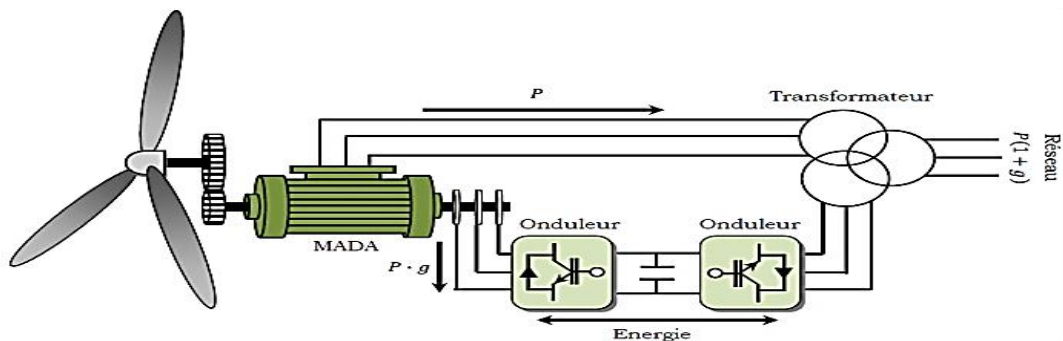 P
Transformateur
Réseau
P(1 + g)
Onduleur
Onduleur
MADA
P · g
Energie